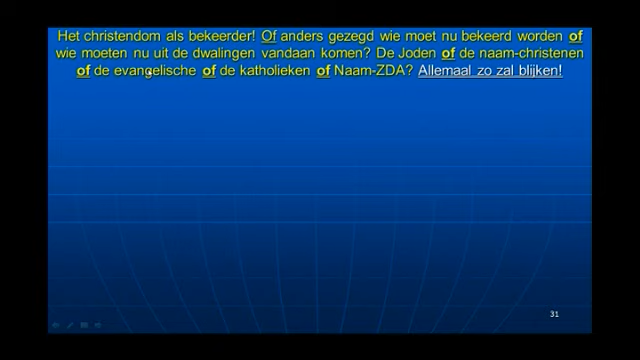 Het christendom als bekeerder! Of anders gezegd wie moet nu bekeerd worden of
wie moeten nu uit de dwalingen vandaan komen? De Joden of de naam-christenen
of de evangelische of de katholieken of Naam-ZDA? Allemaal zo zal blijken!
31